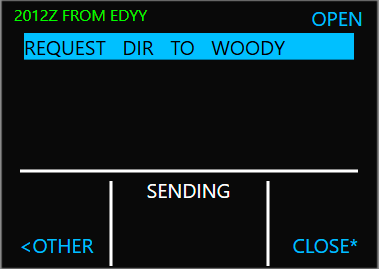 2012Z FROM EDYY
OPEN
REQUEST DIR TO WOODY
SENDING
<OTHER
CLOSE*